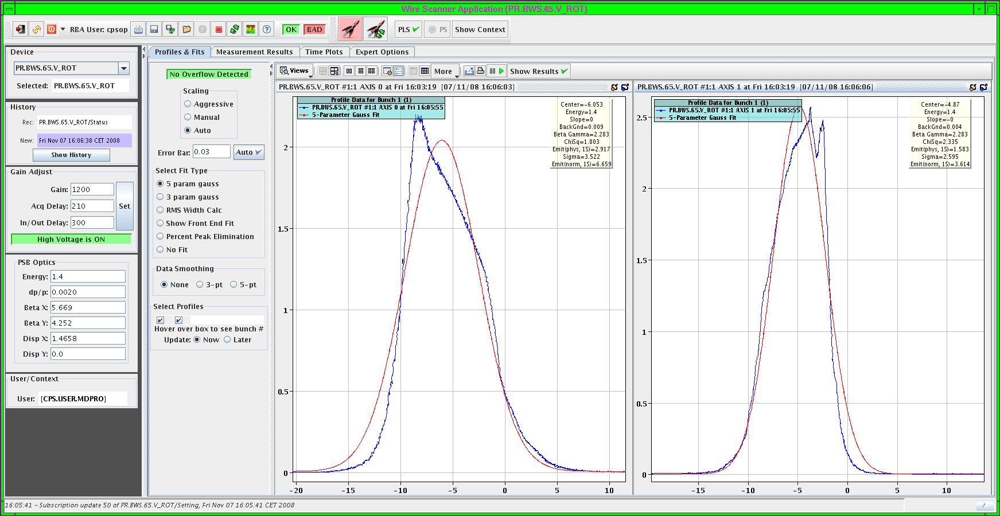 Wire Scanner Application (PR.BWS.65.V_ROT)
RBA User: cpsop
OK
BAD
PLS
PS
Show Context
Device
PR.BWS.65.V_ROT
Selected: PR.BWS.65.V_ROT
History
Rec: PR.BWS.65.V_ROT/Status
New: Fri Nov 07 16:06:38 CET 2008
Show History
Gain Adjust
Gain: 1200
Acq Delay: 210
Set
In/Out Delay: 300
High Voltage is ON
PSB Optics
Energy: 1.4
dp/p: 0.0020
Beta X: 5.669
Beta Y: 4.252
Disp X: 1.4658
Disp Y: 0.0
User/Context
User: [CPS.USER.MDPRO]
Profiles & Fits
Measurement Results
Time Plots
Expert Options
No Overflow Detected
Scaling
Aggressive
Manual
Auto
Error Bar: 0.03
Auto
Select Fit Type
5 param gauss
3 param gauss
RMS Width Calc
Show Front End Fit
Percent Peak Elimination
No Fit
Data Smoothing
None 3-pt 5-pt
Select Profiles
Hover over box to see bunch #
Update: Now Later
Views
More
Show Results
PR.BWS.65.V_ROT #1:1 AXIS 0 at Fri 16:03:19 [07/11/08 16:06:03]
Profile Data for Bunch 1 (1)
PR.BWS.65.V_ROT #1:1 AXIS 0 at Fri 16:05:55
5-Parameter Gauss Fit
Center=-6.053
Energy=1.4
Slope=0
BackGnd=0.009
Beta Gamma=2.283
ChiSq=1.803
Emit(phys, 1S)=2.917
Sigma=3.522
Emit(norm, 1S)=6.659
2
1.5
1
0.5
0
-20 -15 -10 -5 0 5 10
PR.BWS.65.V_ROT #1:1 AXIS 1 at Fri 16:03:19 [07/11/08 16:06:06]
Profile Data for Bunch 1 (1)
PR.BWS.65.V_ROT #1:1 AXIS 1 at Fri 16:05:55
5-Parameter Gauss Fit
Center=-4.87
Energy=1.4
Slope=-0
BackGnd=0.004
Beta Gamma=2.283
ChiSq=2.335
Emit(phys, 1S)=1.583
Sigma=2.595
Emit(norm, 1S)=3.614
2.5
2
1.5
1
0.5
0
-15 -10 -5 0 5 10
16:05:41 - Subscription update 50 of PR.BWS.65.V_ROT/Setting, Fri Nov 07 16:05:41 CET 2008